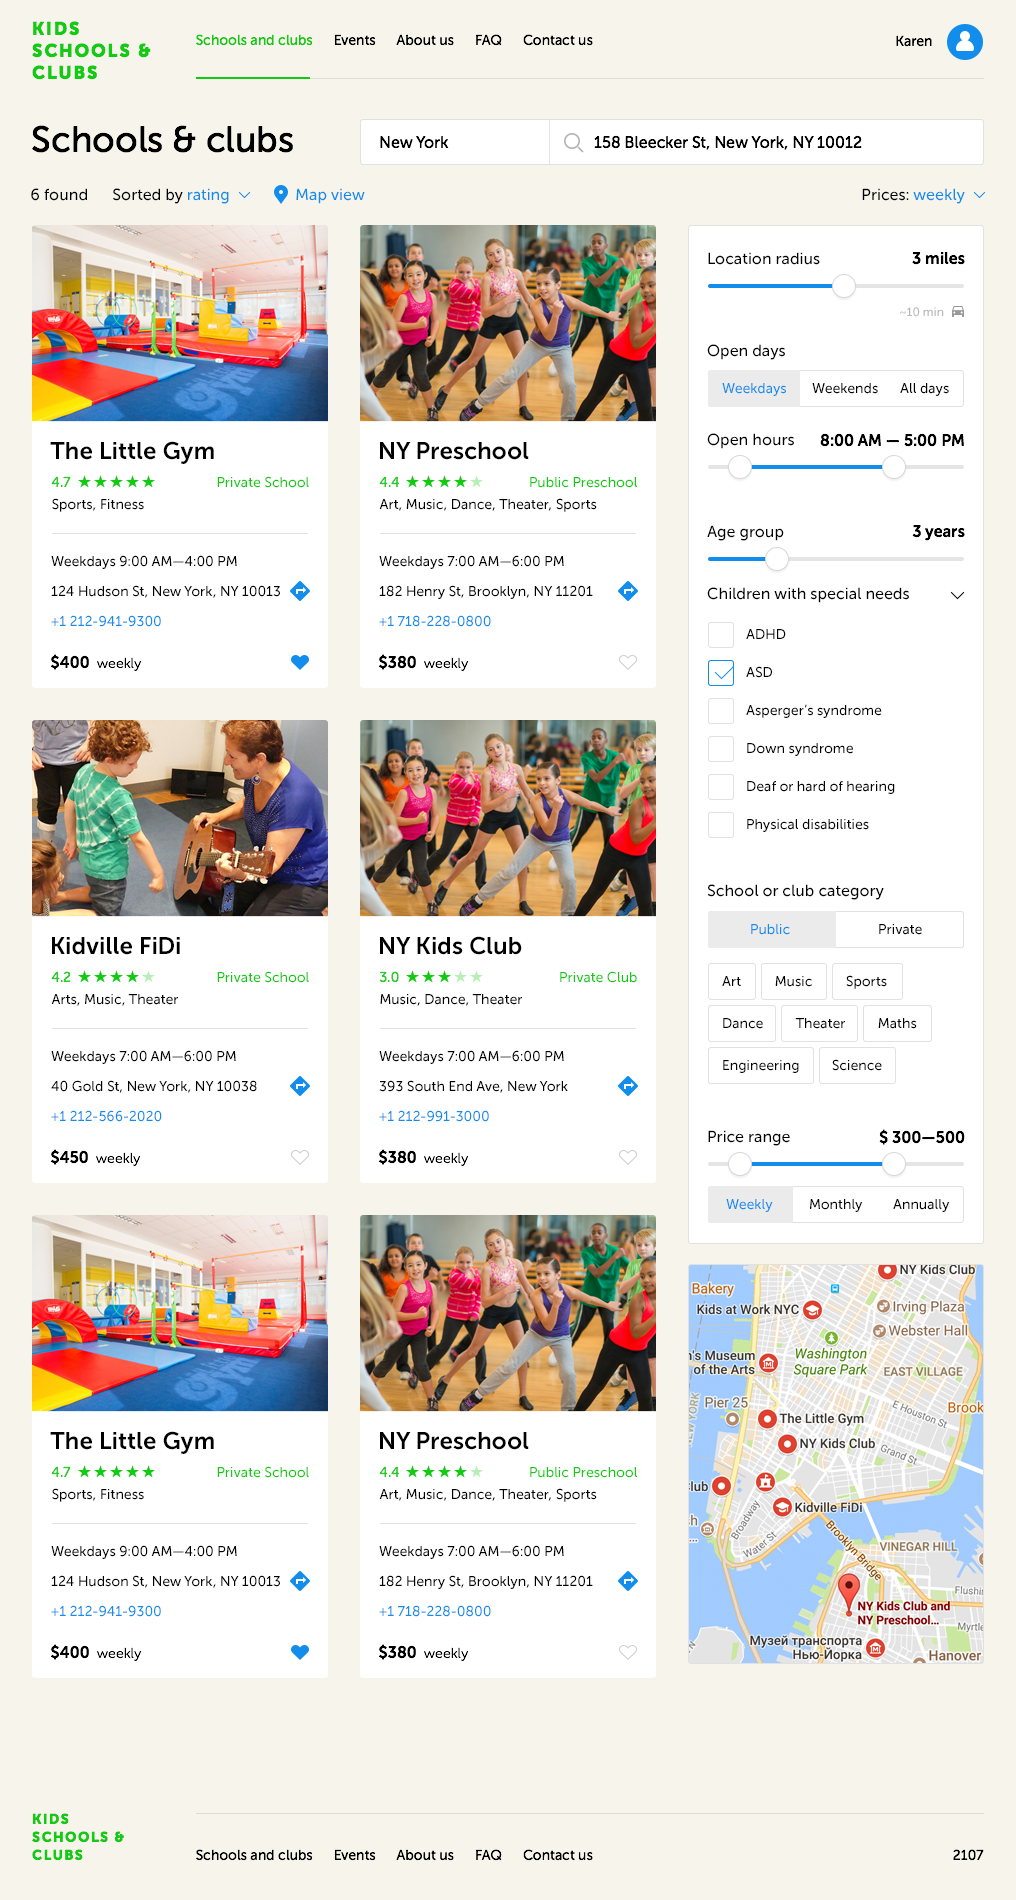 KIDS
SCHOOLS &
CLUBS
Schools and clubs Events About us FAQ Contact us
Karen
Schools & clubs
New York
158 Bleecker St, New York, NY 10012
6 found Sorted by rating Map view
Prices: weekly
The Little Gym
4.7 Private School
Sports, Fitness
Weekdays 9:00 AM—4:00 PM
124 Hudson St, New York, NY 10013
+1 212-941-9300
$400 weekly
NY Preschool
4.4 Public Preschool
Art, Music, Dance, Theater, Sports
Weekdays 7:00 AM—6:00 PM
182 Henry St, Brooklyn, NY 11201
+1 718-228-0800
$380 weekly
Kidville FiDi
4.2 Private School
Arts, Music, Theater
Weekdays 7:00 AM—6:00 PM
40 Gold St, New York, NY 10038
+1 212-566-2020
$450 weekly
NY Kids Club
3.0 Private Club
Music, Dance, Theater
Weekdays 7:00 AM—6:00 PM
393 South End Ave, New York
+1 212-991-3000
$380 weekly
The Little Gym
4.7 Private School
Sports, Fitness
Weekdays 9:00 AM—4:00 PM
124 Hudson St, New York, NY 10013
+1 212-941-9300
$400 weekly
NY Preschool
4.4 Public Preschool
Art, Music, Dance, Theater, Sports
Weekdays 7:00 AM—6:00 PM
182 Henry St, Brooklyn, NY 11201
+1 718-228-0800
$380 weekly
Location radius 3 miles
~10 min
Open days
Weekdays Weekends All days
Open hours 8:00 AM — 5:00 PM
Age group 3 years
Children with special needs
ADHD
ASD
Asperger's syndrome
Down syndrome
Deaf or hard of hearing
Physical disabilities
School or club category
Public Private
Art Music Sports
Dance Theater Maths
Engineering Science
Price range $ 300—500
Weekly Monthly Annually
NY Kids Club
Bakery
Kids at Work NYC
Irving Plaza
Webster Hall
Washington
Square Park
's Museum
of the Arts
EAST VILLAGE
Pier 25
Brook
E Houston St
The Little Gym
NY Kids Club
Grand St
lub
Kidville FiDi
Broadway
Water St
Brooklyn Bridge
VINEGAR HILL
Flushi
NY Kids Club and
NY Preschool...
Myrtle
Музей транспорта
Нью-Йорка
Hanover
KIDS
SCHOOLS &
CLUBS
Schools and clubs Events About us FAQ Contact us
2107